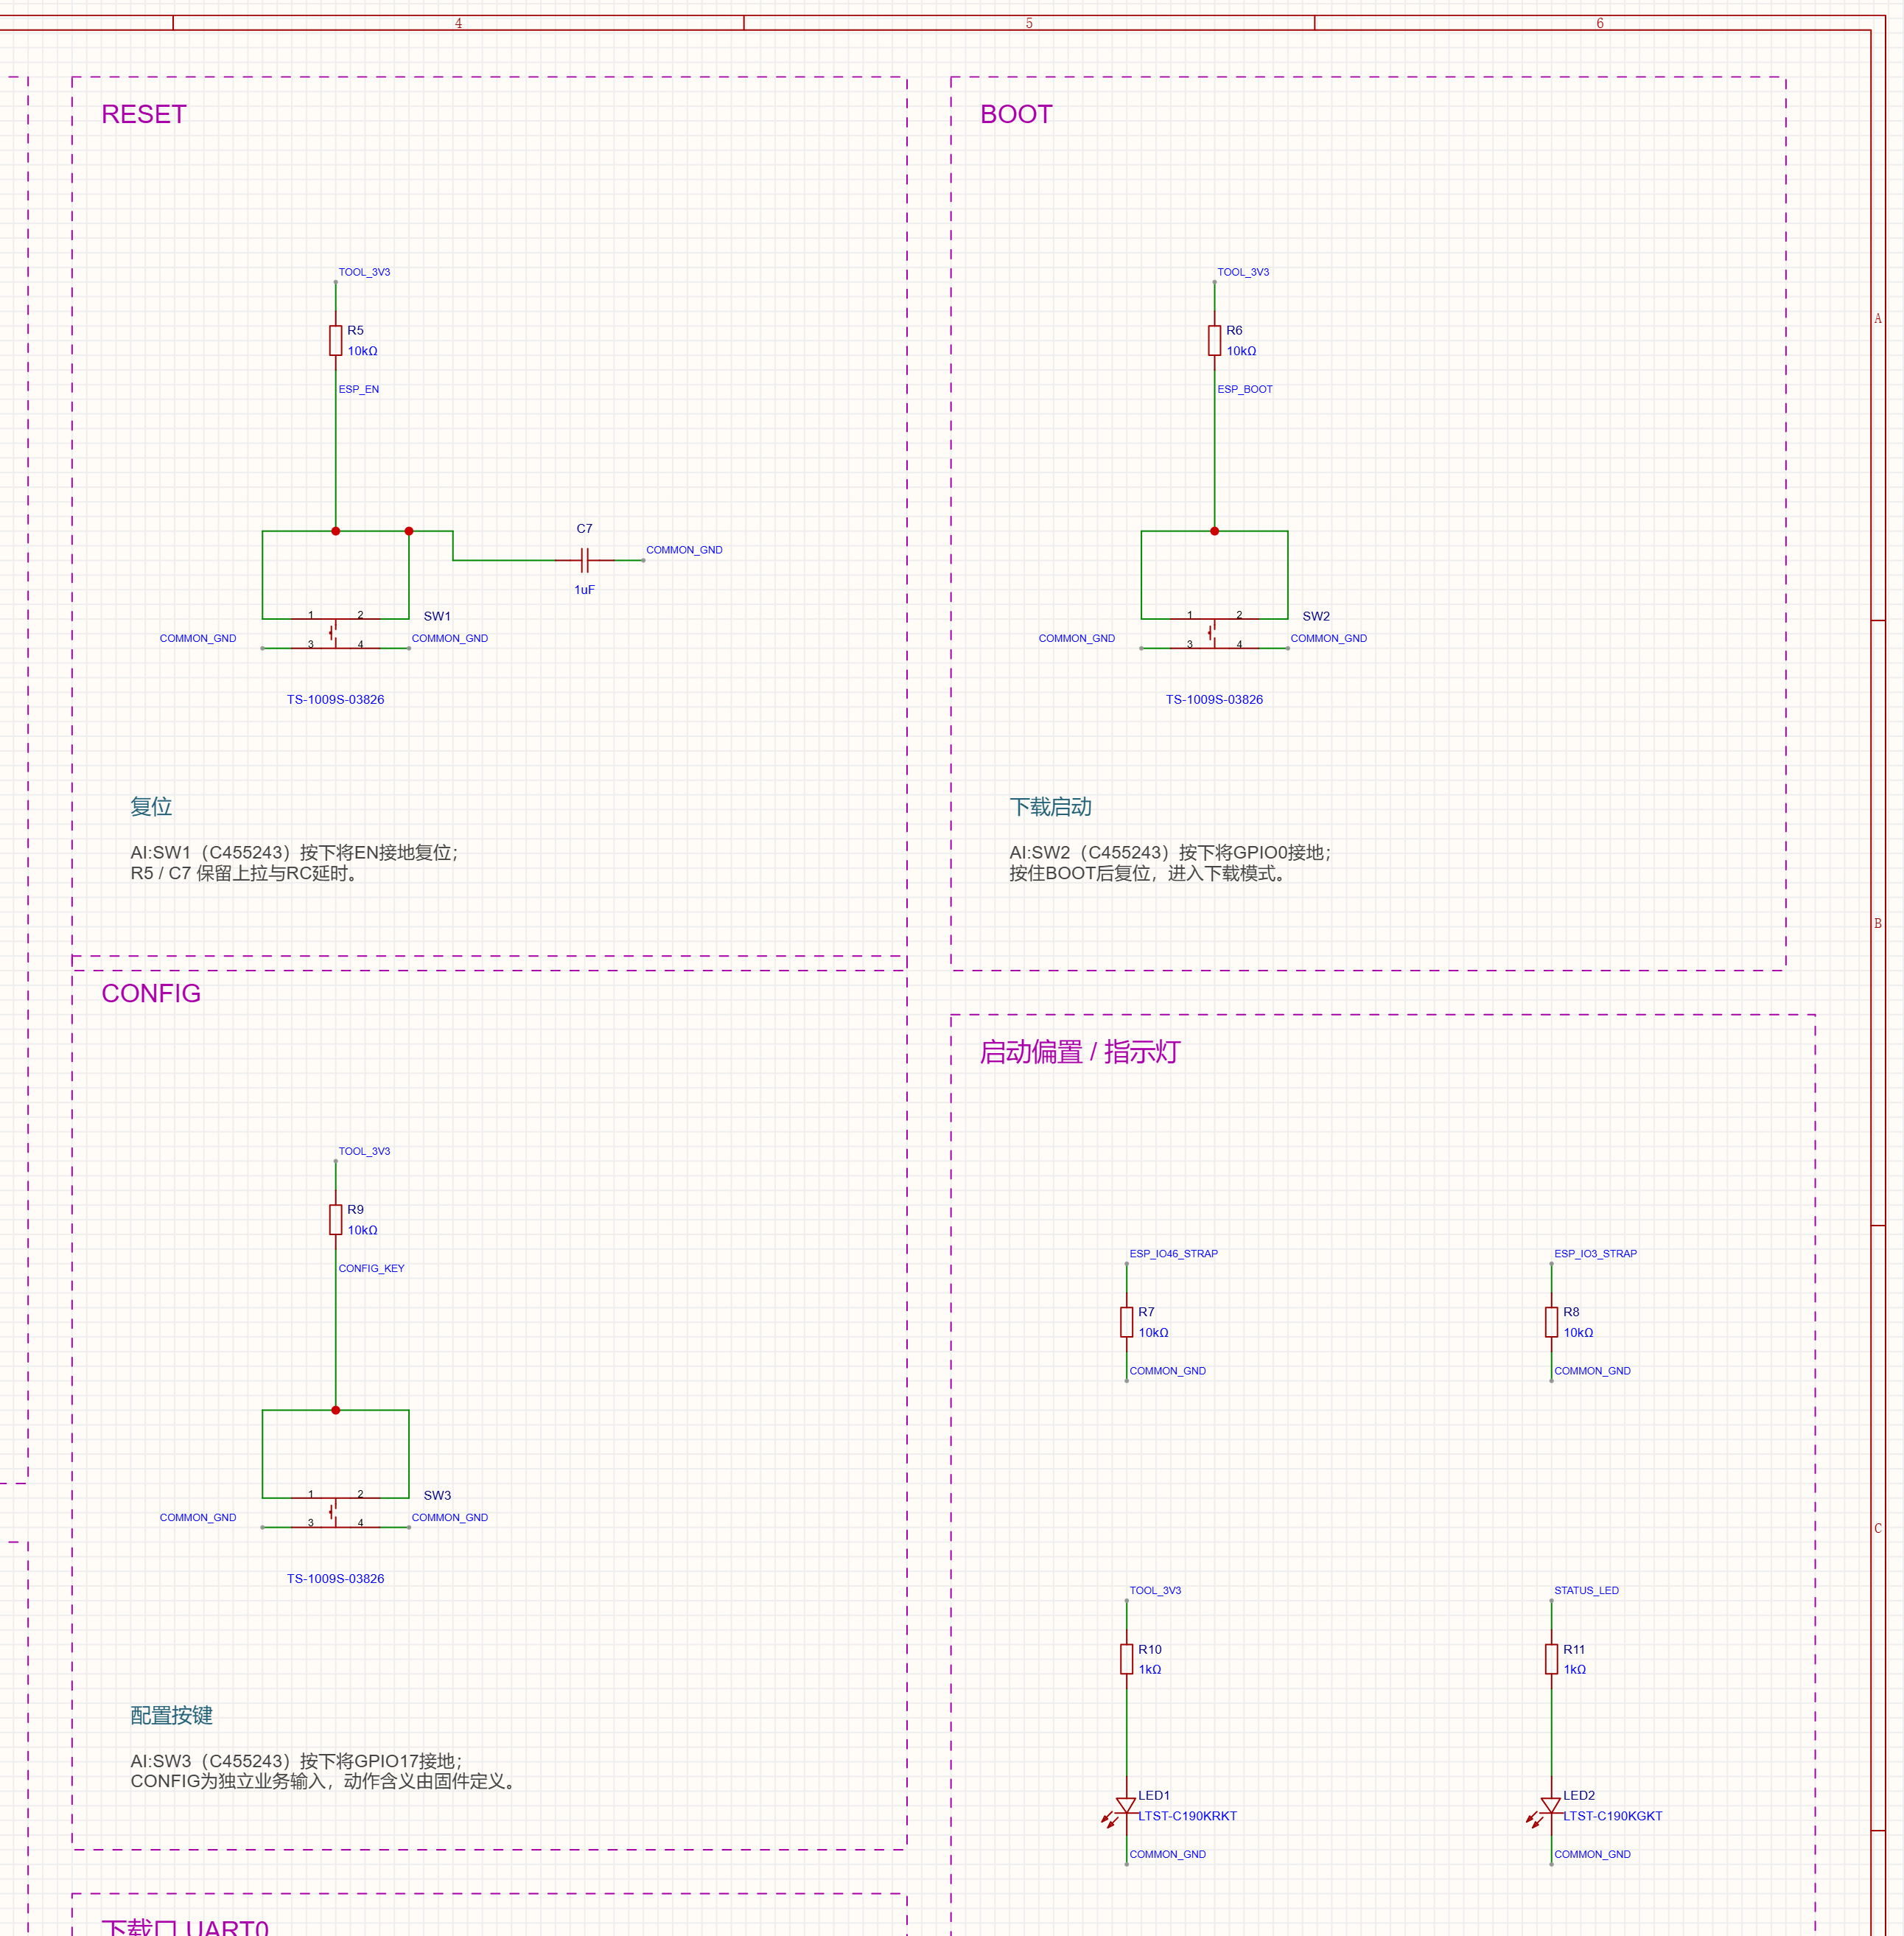 4
5
6
A
B
C
RESET
TOOL_3V3
R5
10kΩ
ESP_EN
C7
COMMON_GND
1uF
1
2
SW1
COMMON_GND
3
4
COMMON_GND
TS-1009S-03826
复位
AI:SW1（C455243）按下将EN接地复位；
R5 / C7 保留上拉与RC延时。
BOOT
TOOL_3V3
R6
10kΩ
ESP_BOOT
1
2
SW2
COMMON_GND
3
4
COMMON_GND
TS-1009S-03826
下载启动
AI:SW2（C455243）按下将GPIO0接地；
按住BOOT后复位，进入下载模式。
CONFIG
TOOL_3V3
R9
10kΩ
CONFIG_KEY
1
2
SW3
COMMON_GND
3
4
COMMON_GND
TS-1009S-03826
配置按键
AI:SW3（C455243）按下将GPIO17接地；
CONFIG为独立业务输入，动作含义由固件定义。
启动偏置 / 指示灯
ESP_IO46_STRAP
R7
10kΩ
COMMON_GND
ESP_IO3_STRAP
R8
10kΩ
COMMON_GND
TOOL_3V3
R10
1kΩ
LED1
LTST-C190KRKT
COMMON_GND
STATUS_LED
R11
1kΩ
LED2
LTST-C190KGKT
COMMON_GND
下载口 UART0